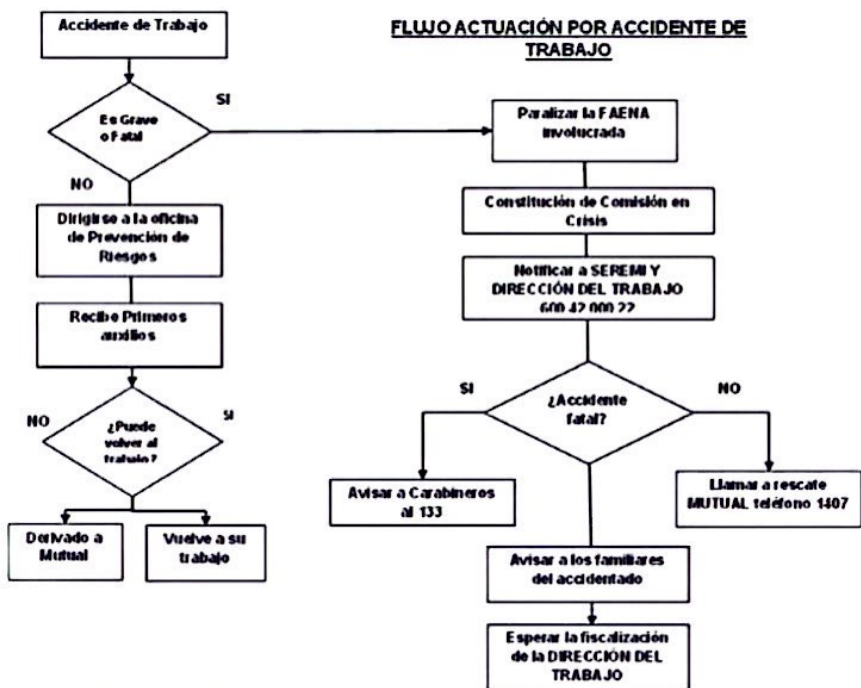 FLUJO ACTUACIÓN POR ACCIDENTE DE
TRABAJO
Accidente de Trabajo
Es Grave
o Fatal
SI
NO
Dirigirse a la oficina
de Prevención de
Riesgos
Recibe Primeros
auxilios
NO
SI
¿Puede
volver al
trabajo?
Derivado a
Mutual
Vuelve a su
trabajo
Paralizar la FAENA
involucrada
Constitución de Comisión en
Crisis
Notificar a SEREMI Y
DIRECCIÓN DEL TRABAJO
600 42 000 22
SI
NO
¿Accidente
fatal?
Avisar a Carabineros
al 133
Llamar a rescate
MUTUAL teléfono 1407
Avisar a los familiares
del accidentado
Esperar la fiscalización
de la DIRECCIÓN DEL
TRABAJO